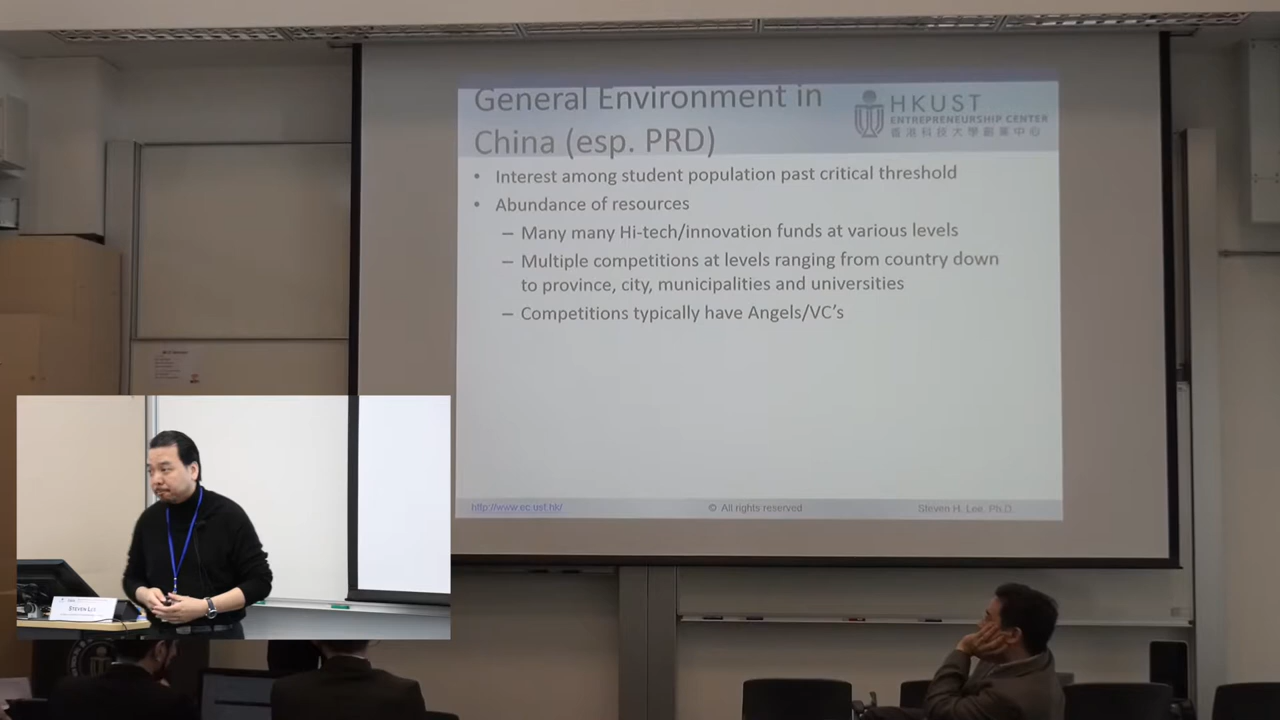 General Environment in
China (esp. PRD)
HKUST
ENTREPRENEURSHIP CENTER
香港科技大學創業中心
• Interest among student population past critical threshold
• Abundance of resources
– Many many Hi-tech/innovation funds at various levels
– Multiple competitions at levels ranging from country down
to province, city, municipalities and universities
– Competitions typically have Angels/VC's
http://www.ec.ust.hk/
© All rights reserved
Steven H. Lee, Ph.D.
STEVEN LEE